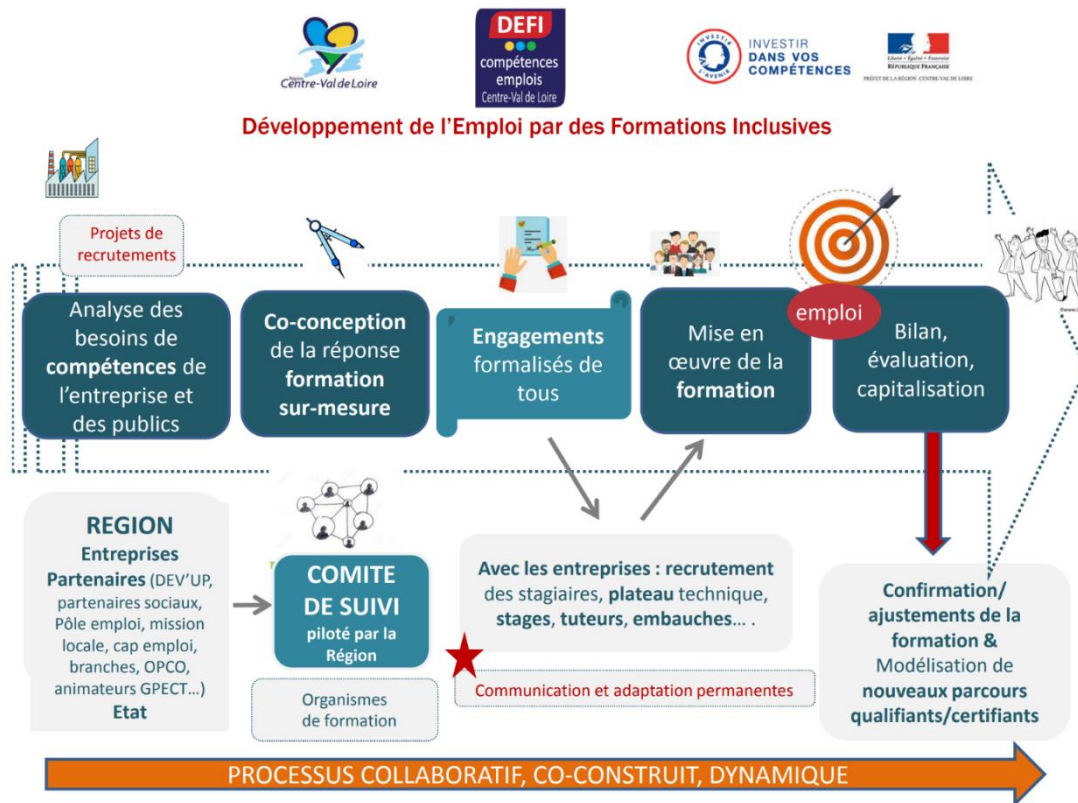 Région
Centre-Val de Loire
DEFI
compétences
emplois
Centre-Val de Loire
INVESTIR
L'AVENIR
INVESTIR
DANS VOS
COMPÉTENCES
Liberté • Égalité • Fraternité
RÉPUBLIQUE FRANÇAISE
PRÉFET DE LA RÉGION CENTRE-VAL DE LOIRE
Développement de l'Emploi par des Formations Inclusives
Projets de
recrutements
Analyse des
besoins de
compétences de
l'entreprise et
des publics
Co-conception
de la réponse
formation
sur-mesure
Engagements
formalisés de
tous
Mise en
œuvre de la
formation
emploi
Bilan,
évaluation,
capitalisation
REGION
Entreprises
Partenaires (DEV'UP,
partenaires sociaux,
Pôle emploi, mission
locale, cap emploi,
branches, OPCO,
animateurs GPECT…)
Etat
COMITE
DE SUIVI
piloté par la
Région
Organismes
de formation
Avec les entreprises : recrutement
des stagiaires, plateau technique,
stages, tuteurs, embauches… .
Communication et adaptation permanentes
Confirmation/
ajustements de la
formation &
Modélisation de
nouveaux parcours
qualifiants/certifiants
PROCESSUS COLLABORATIF, CO-CONSTRUIT, DYNAMIQUE